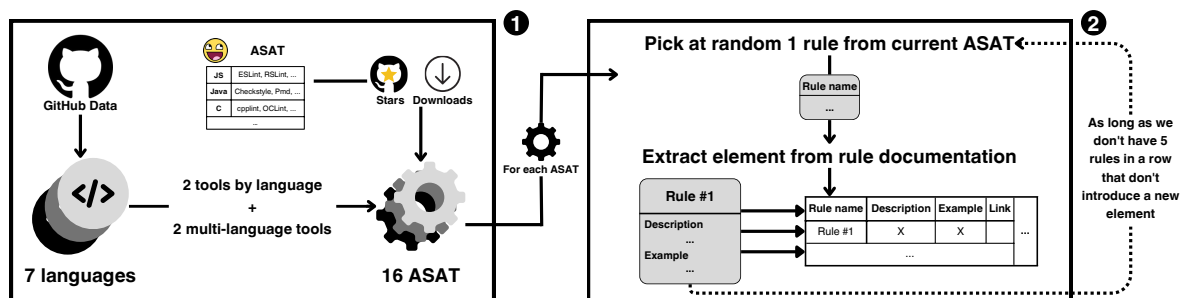 1
ASAT
JS ESLint, RSLint, ...
Java Checkstyle, Pmd, ...
C cpplint, OCLint, ...
...
GitHub Data
Stars Downloads
</>
2 tools by language
+
2 multi-language tools
7 languages
16 ASAT
For each ASAT
2
Pick at random 1 rule from current ASAT
Rule name
...
Extract element from rule documentation
Rule #1
Description
...
Example
...
Rule name Description Example Link ...
Rule #1 X X
...
As long as we
don't have 5
rules in a row
that don't
introduce a new
element